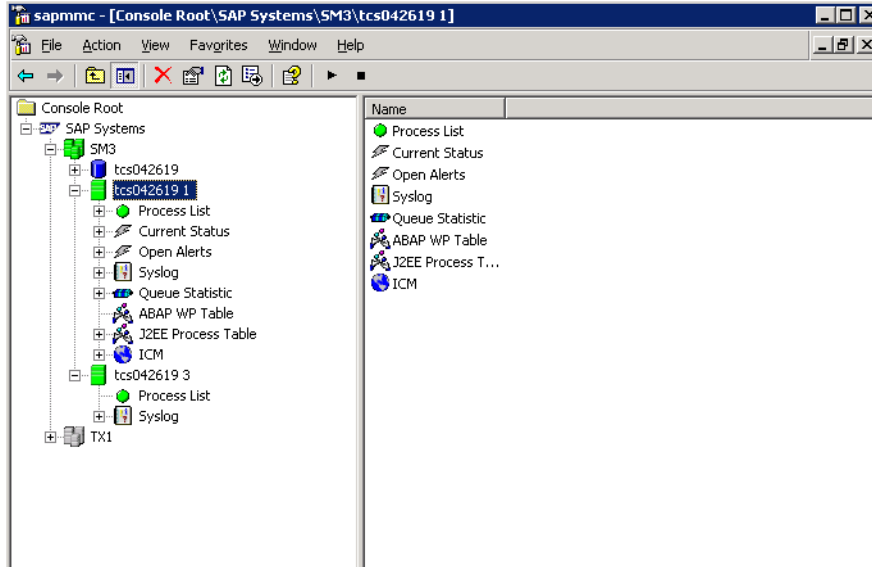 sapmmc - [Console Root\SAP Systems\SM3\tcs042619 1]
File Action View Favorites Window Help
Console Root
SAP SAP Systems
SM3
tcs042619
tcs042619 1
Process List
Current Status
Open Alerts
Syslog
Queue Statistic
ABAP WP Table
J2EE Process Table
ICM
tcs042619 3
Process List
Syslog
TX1
Name
Process List
Current Status
Open Alerts
Syslog
Queue Statistic
ABAP WP Table
J2EE Process T...
ICM